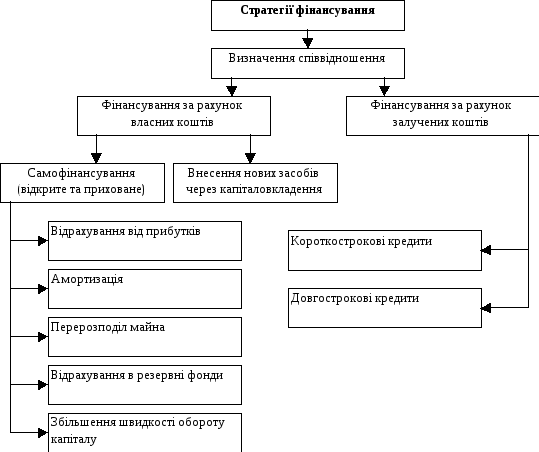 Стратегії фінансування
Визначення співвідношення
Фінансування за рахунок
власних коштів
Фінансування за рахунок
залучених коштів
Самофінансування
(відкрите та приховане)
Внесення нових засобів
через капіталовкладення
Відрахування від прибутків
Амортизація
Перерозподіл майна
Відрахування в резервні фонди
Збільшення швидкості обороту
капіталу
Короткострокові кредити
Довгострокові кредити